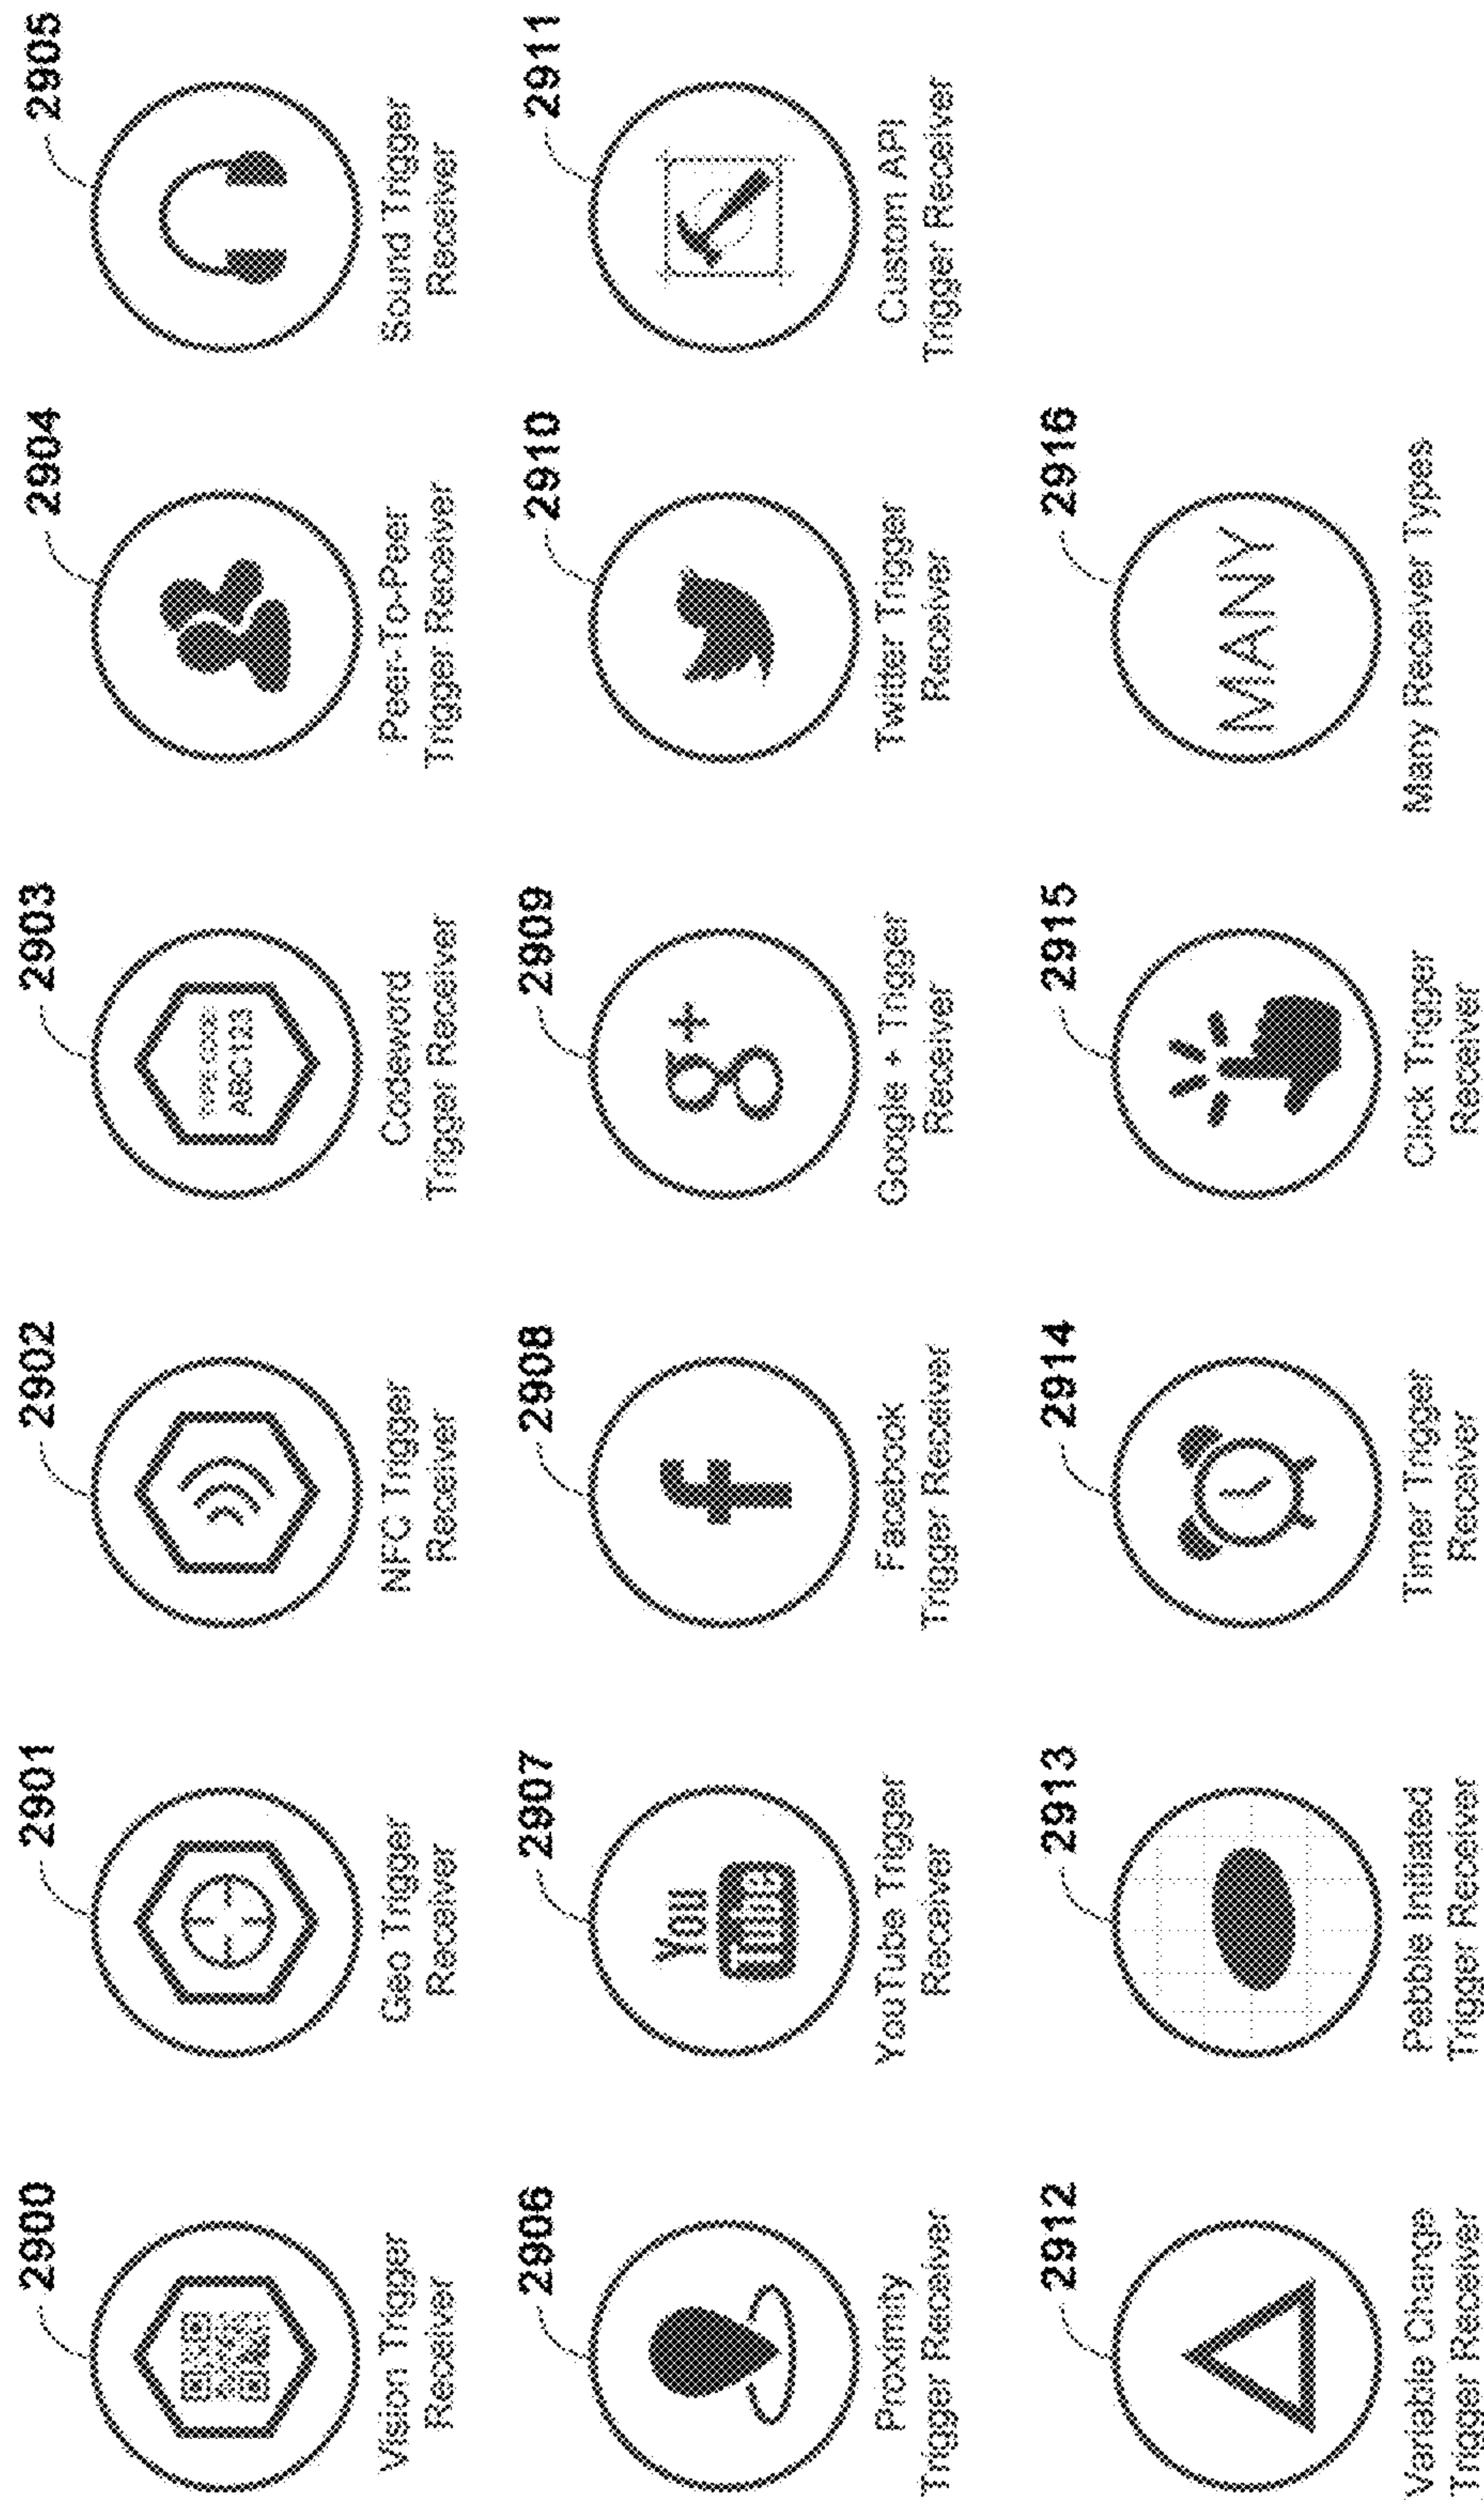 2900
Vision Trigger
Receiver
2901
Geo Trigger
Receiver
2902
NFC Trigger
Receiver
2903
ABC123
Codeword
Trigger Receiver
2904
Peer-To-Peer
Trigger Receiver
2905
Sound Trigger
Receiver
2906
Proximity
Trigger Receiver
2907
You
Tube
YouTube Trigger
Receiver
2908
f
Facebook
Trigger Receiver
2909
g+
Google + Trigger
Receiver
2910
Twitter Trigger
Receiver
2911
Custom API
Trigger Receiver
2912
Variable Change
Trigger Receiver
2913
Pebble Initiated
Trigger Receiver
2914
Timer Trigger
Receiver
2915
Click Trigger
Receiver
2916
MANY
Many Receiver Types